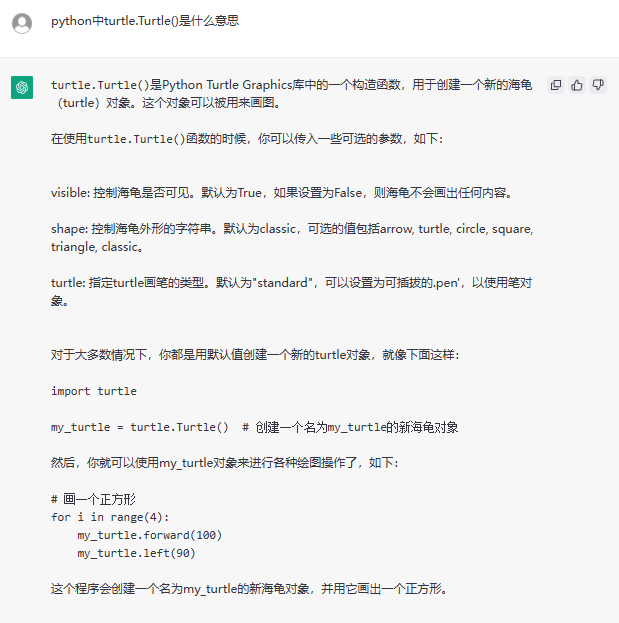 python中turtle.Turtle()是什么意思
turtle.Turtle()是Python Turtle Graphics库中的一个构造函数，用于创建一个新的海龟
（turtle）对象。这个对象可以被用来画图。
在使用turtle.Turtle()函数的时候，你可以传入一些可选的参数，如下：
visible: 控制海龟是否可见。默认为True，如果设置为False，则海龟不会画出任何内容。
shape: 控制海龟外形的字符串。默认为classic，可选的值包括arrow, turtle, circle, square,
triangle, classic。
turtle: 指定turtle画笔的类型。默认为"standard"，可以设置为可插拔的.pen'，以使用笔对
象。
对于大多数情况下，你都是用默认值创建一个新的turtle对象，就像下面这样：
import turtle
my_turtle = turtle.Turtle()  # 创建一个名为my_turtle的新海龟对象
然后，你就可以使用my_turtle对象来进行各种绘图操作了，如下：
# 画一个正方形
for i in range(4):
    my_turtle.forward(100)
    my_turtle.left(90)
这个程序会创建一个名为my_turtle的新海龟对象，并用它画出一个正方形。